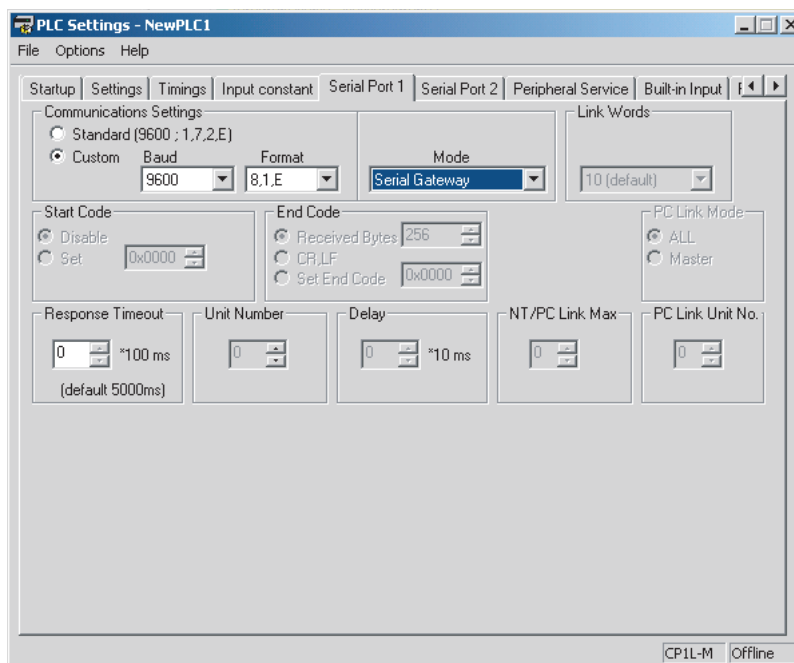 PLC Settings - NewPLC1
File Options Help
Startup Settings Timings Input constant Serial Port 1 Serial Port 2 Peripheral Service Built-in Input
Communications Settings Link Words
Standard (9600 ; 1,7,2,E)
Custom Baud Format Mode
9600 8,1,E Serial Gateway 10 (default)
Start Code End Code PC Link Mode
Disable Received Bytes 256 ALL
Set 0x0000 CR,LF Master
Set End Code 0x0000
Response Timeout Unit Number Delay NT/PC Link Max PC Link Unit No.
0 *100 ms 0 0 *10 ms 0 0
(default 5000ms)
CP1L-M Offline